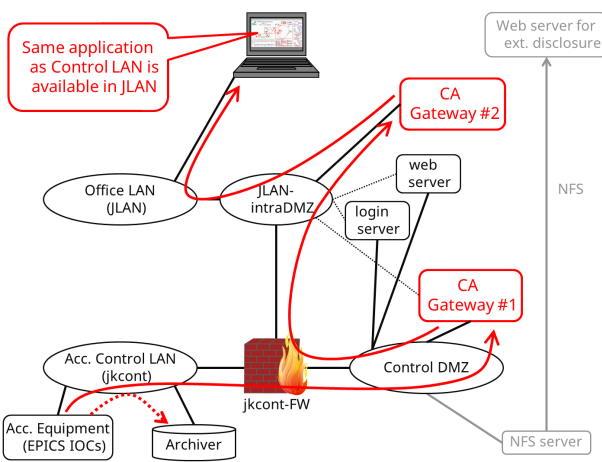 Web server for
ext. disclosure
Same application
as Control LAN is
available in JLAN
CA
Gateway #2
web
server
Office LAN
(JLAN)
JLAN-
intraDMZ
NFS
login
server
CA
Gateway #1
Acc. Control LAN
(jkcont)
Control DMZ
jkcont-FW
Acc. Equipment
(EPICS IOCs)
Archiver
NFS server